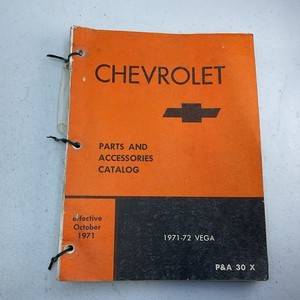 CHEVROLET
PARTS AND
ACCESSORIES
CATALOG
effective
October
1971
1971-72 VEGA
P&A 30 X